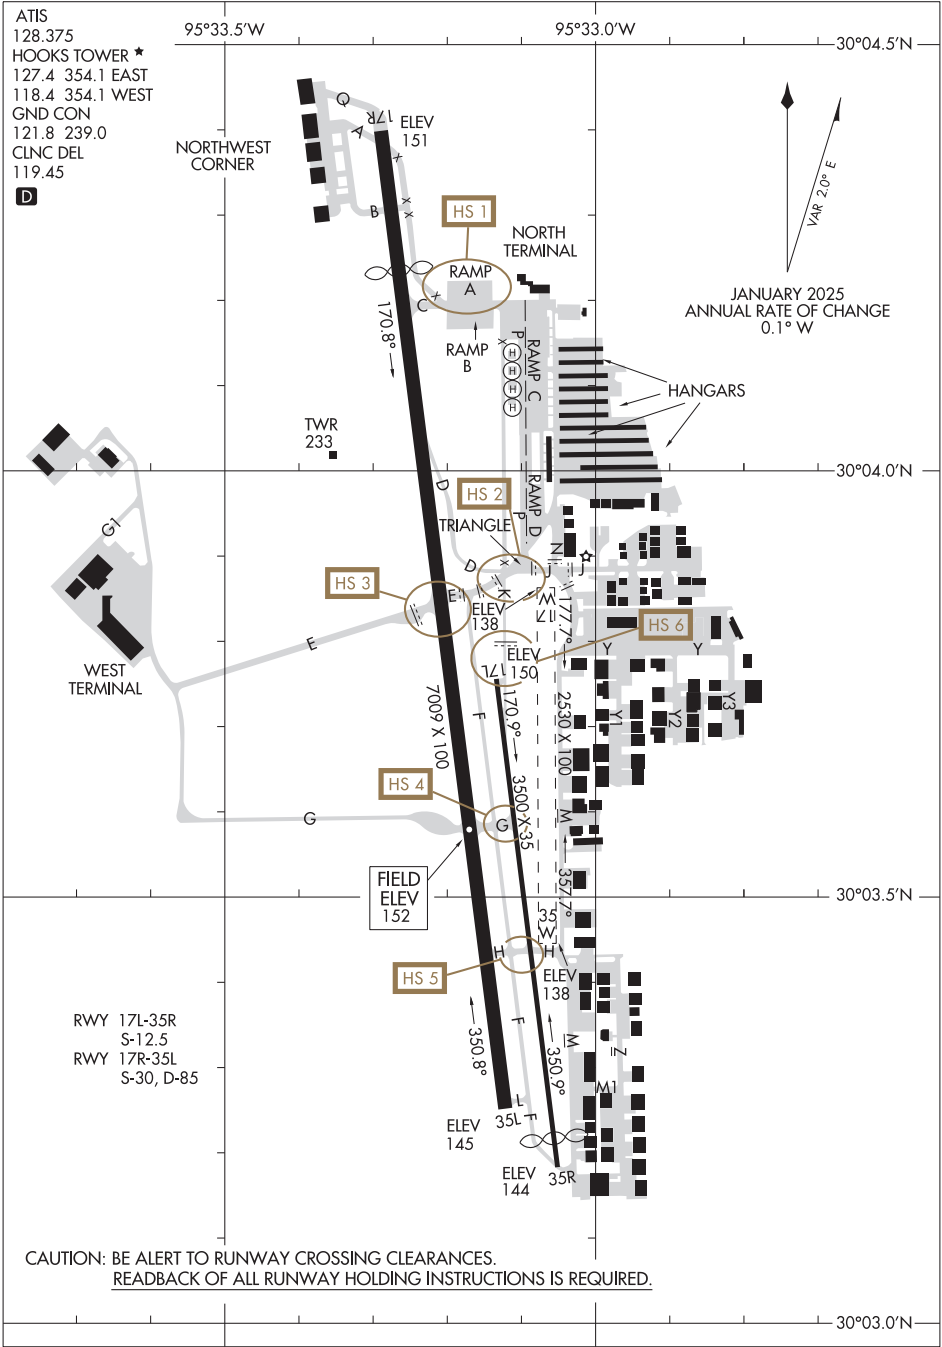 ATIS
128.375
HOOKS TOWER ★
127.4 354.1 EAST
118.4 354.1 WEST
GND CON
121.8 239.0
CLNC DEL
119.45
D
95°33.5'W
95°33.0'W
30°04.5'N
VAR 2.0° E
JANUARY 2025
ANNUAL RATE OF CHANGE
0.1° W
NORTHWEST
CORNER
Q
A
17R
ELEV
151
X
B
X X
HS 1
NORTH
TERMINAL
RAMP
A
X
C
RAMP
B
170.8°
P
X
H
H
H
H
RAMP C
HANGARS
TWR
233
30°04.0'N
D
HS 2
RAMP D
P
TRIANGLE
G1
N
J
J
X
D
K
HS 3
E
ELEV
138
W
17
177.7°
HS 6
E
WEST
TERMINAL
ELEV
150
17L
Y
Y
Y1
Y2
Y3
7009 X 100
F
170.9°
2530 X 100
HS 4
3500 X 35
G
G
M
FIELD
ELEV
152
357.7°
30°03.5'N
35
W
H
H
HS 5
ELEV
138
RWY 17L-35R
S-12.5
RWY 17R-35L
S-30, D-85
350.8°
F
350.9°
M
Z
M1
L
F
35L
ELEV
145
ELEV
144
35R
CAUTION: BE ALERT TO RUNWAY CROSSING CLEARANCES.
READBACK OF ALL RUNWAY HOLDING INSTRUCTIONS IS REQUIRED.
30°03.0'N